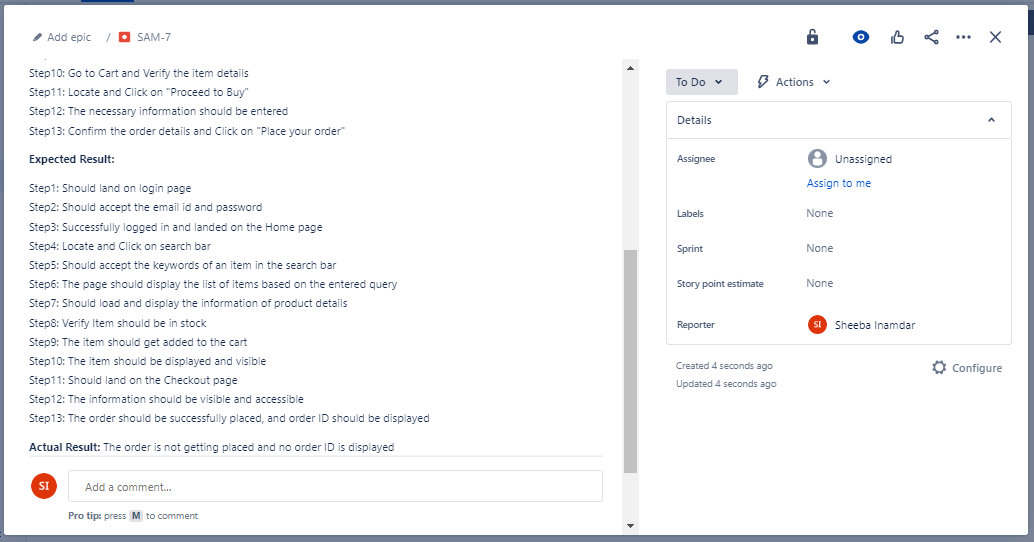 Add epic / SAM-7
Step10: Go to Cart and Verify the item details
Step11: Locate and Click on "Proceed to Buy"
Step12: The necessary information should be entered
Step13: Confirm the order details and Click on "Place your order"
Expected Result:
Step1: Should land on login page
Step2: Should accept the email id and password
Step3: Successfully logged in and landed on the Home page
Step4: Locate and Click on search bar
Step5: Should accept the keywords of an item in the search bar
Step6: The page should display the list of items based on the entered query
Step7: Should load and display the information of product details
Step8: Verify Item should be in stock
Step9: The item should get added to the cart
Step10: The item should be displayed and visible
Step11: Should land on the Checkout page
Step12: The information should be visible and accessible
Step13: The order should be successfully placed, and order ID should be displayed
Actual Result: The order is not getting placed and no order ID is displayed
SI Add a comment...
Pro tip: press M to comment
To Do Actions
Details
Assignee Unassigned
Assign to me
Labels None
Sprint None
Story point estimate None
Reporter SI Sheeba Inamdar
Created 4 seconds ago
Updated 4 seconds ago
Configure